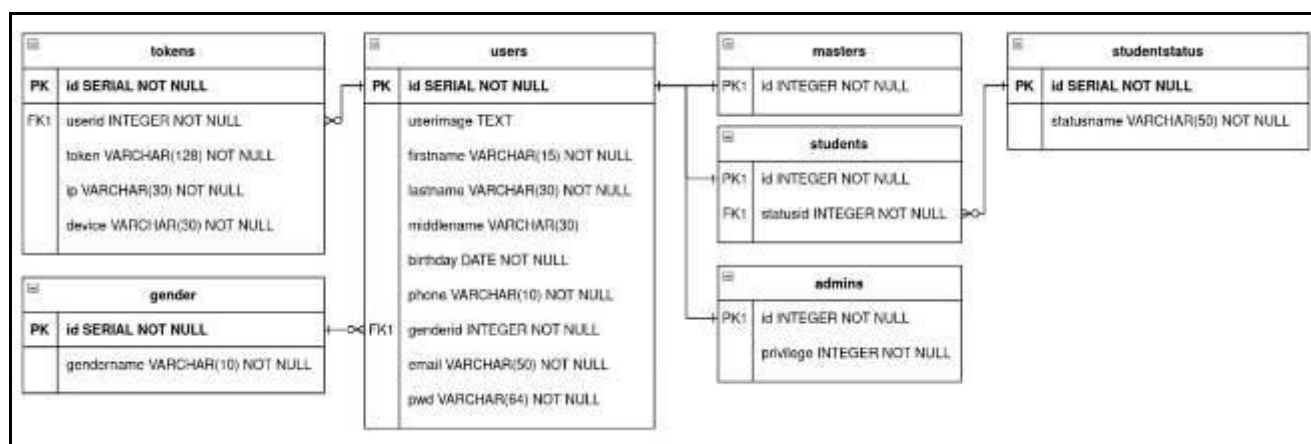 tokens
PK id SERIAL NOT NULL
FK1 userid INTEGER NOT NULL
token VARCHAR(128) NOT NULL
ip VARCHAR(30) NOT NULL
device VARCHAR(30) NOT NULL
gender
PK id SERIAL NOT NULL
gendername VARCHAR(10) NOT NULL
users
PK id SERIAL NOT NULL
userimage TEXT
firstname VARCHAR(15) NOT NULL
lastname VARCHAR(30) NOT NULL
middlename VARCHAR(30)
birthday DATE NOT NULL
phone VARCHAR(10) NOT NULL
FK1 genderid INTEGER NOT NULL
email VARCHAR(50) NOT NULL
pwd VARCHAR(64) NOT NULL
masters
PK1 id INTEGER NOT NULL
students
PK1 id INTEGER NOT NULL
FK1 statusid INTEGER NOT NULL
admins
PK1 id INTEGER NOT NULL
privilege INTEGER NOT NULL
studentstatus
PK id SERIAL NOT NULL
statusname VARCHAR(50) NOT NULL